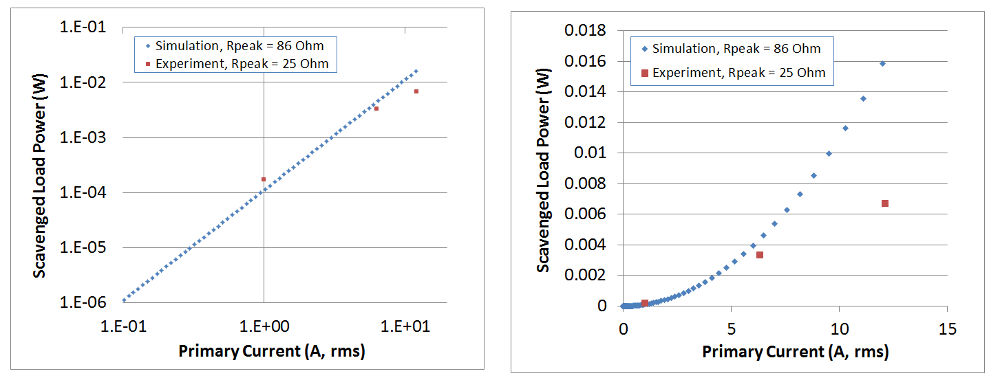 1.E-01
1.E-02
1.E-03
1.E-04
1.E-05
1.E-06
Scavenged Load Power (W)
Simulation, Rpeak = 86 Ohm
Experiment, Rpeak = 25 Ohm
1.E-01 1.E+00 1.E+01
Primary Current (A, rms)
0.018
0.016
0.014
0.012
0.01
0.008
0.006
0.004
0.002
0
Scavenged Load Power (W)
Simulation, Rpeak = 86 Ohm
Experiment, Rpeak = 25 Ohm
0 5 10 15
Primary Current (A, rms)